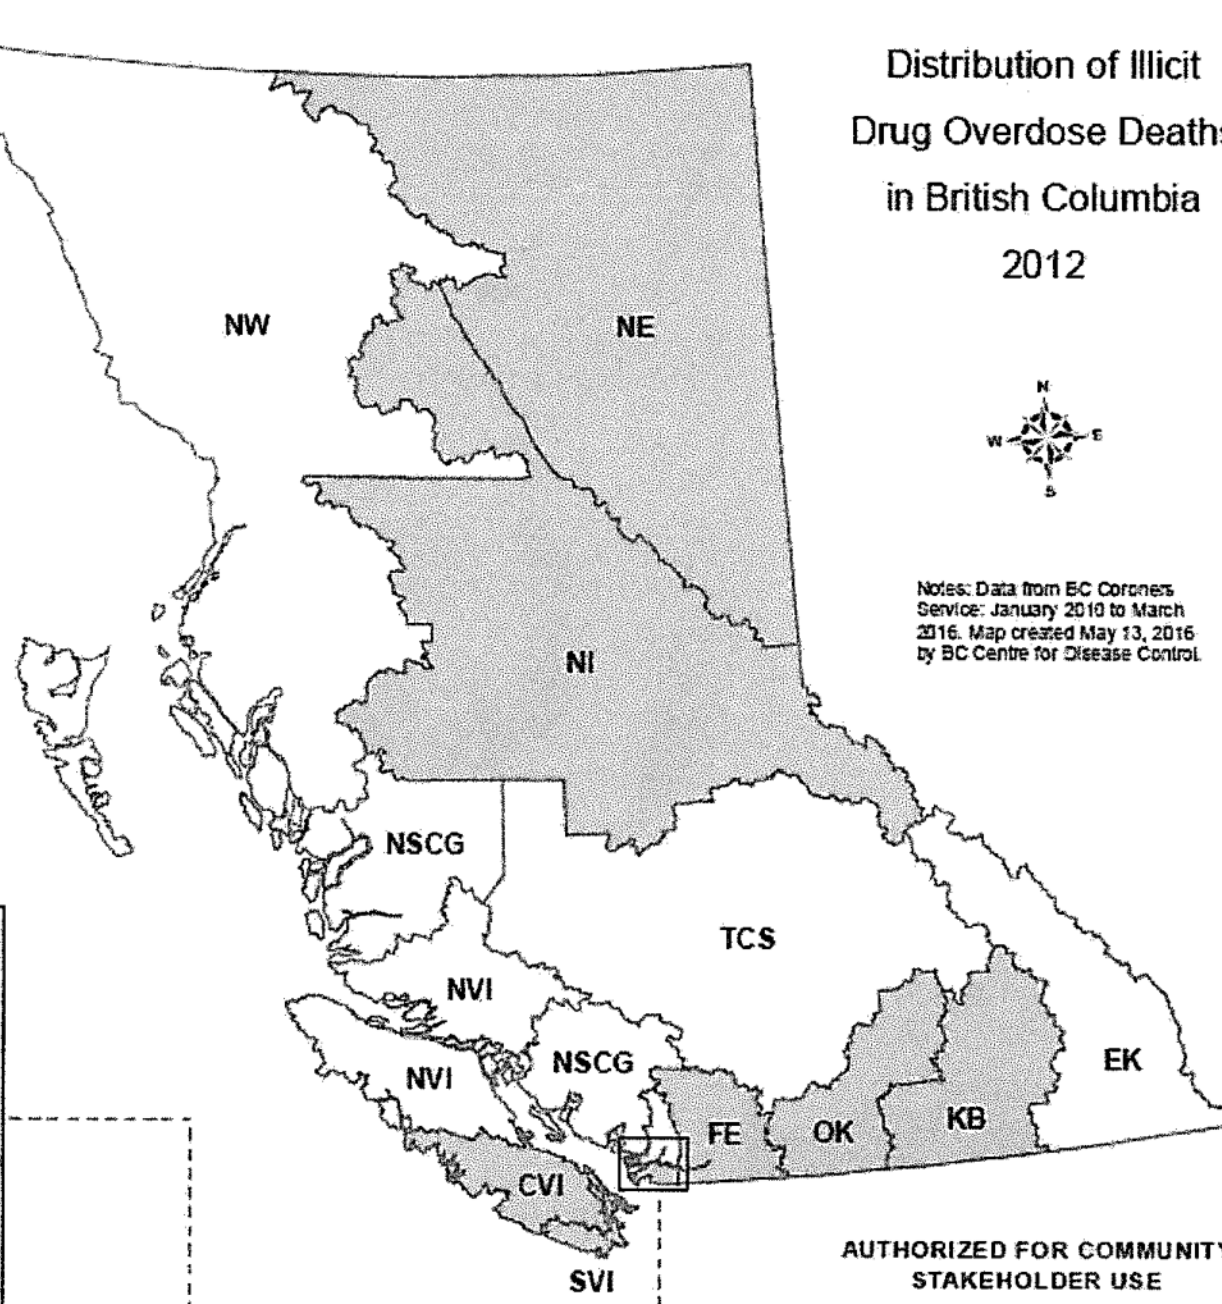 Distribution of Illicit
Drug Overdose Deaths
in British Columbia
2012
NW
NE
N
W
E
S
Notes: Data from BC Coroners
Service: January 2010 to March
2016. Map created May 13, 2016
by BC Centre for Disease Control.
NI
NSCG
TCS
NVI
NSCG
NVI
EK
FE
OK
KB
CVI
AUTHORIZED FOR COMMUNITY
STAKEHOLDER USE
SVI